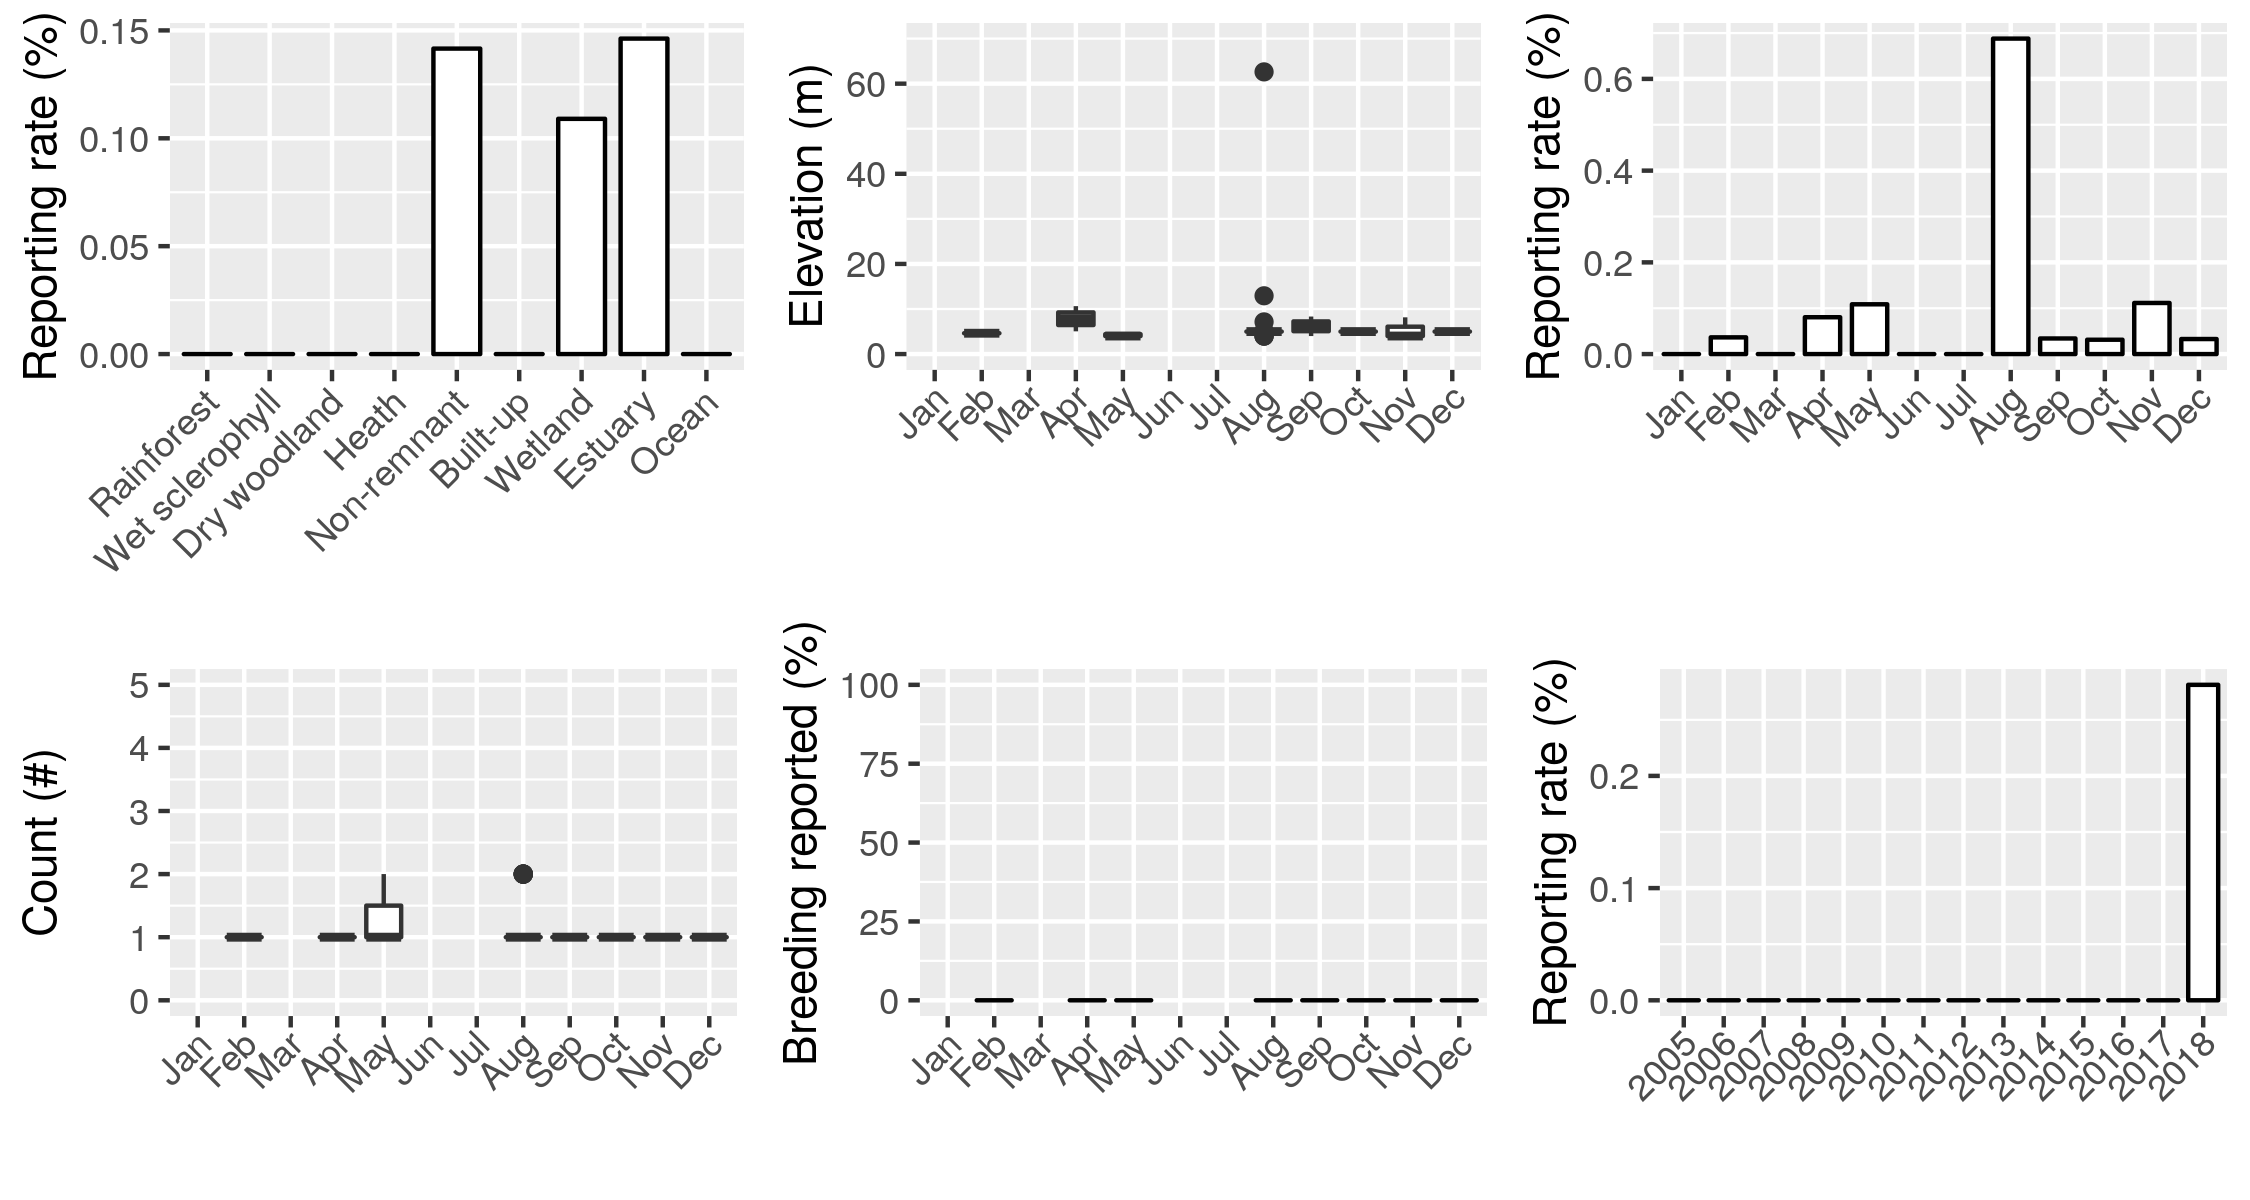 Reporting rate (%)
0.15
0.10
0.05
0.00
Rainforest
Wet sclerophyll
Dry woodland
Heath
Non-remnant
Built-up
Wetland
Estuary
Ocean
Elevation (m)
60
40
20
0
Jan
Feb
Mar
Apr
May
Jun
Jul
Aug
Sep
Oct
Nov
Dec
Reporting rate (%)
0.6
0.4
0.2
0.0
Jan
Feb
Mar
Apr
May
Jun
Jul
Aug
Sep
Oct
Nov
Dec
Count (#)
5
4
3
2
1
0
Jan
Feb
Mar
Apr
May
Jun
Jul
Aug
Sep
Oct
Nov
Dec
Breeding reported (%)
100
75
50
25
0
Jan
Feb
Mar
Apr
May
Jun
Jul
Aug
Sep
Oct
Nov
Dec
Reporting rate (%)
0.2
0.1
0.0
2005
2006
2007
2008
2009
2010
2011
2012
2013
2014
2015
2016
2017
2018